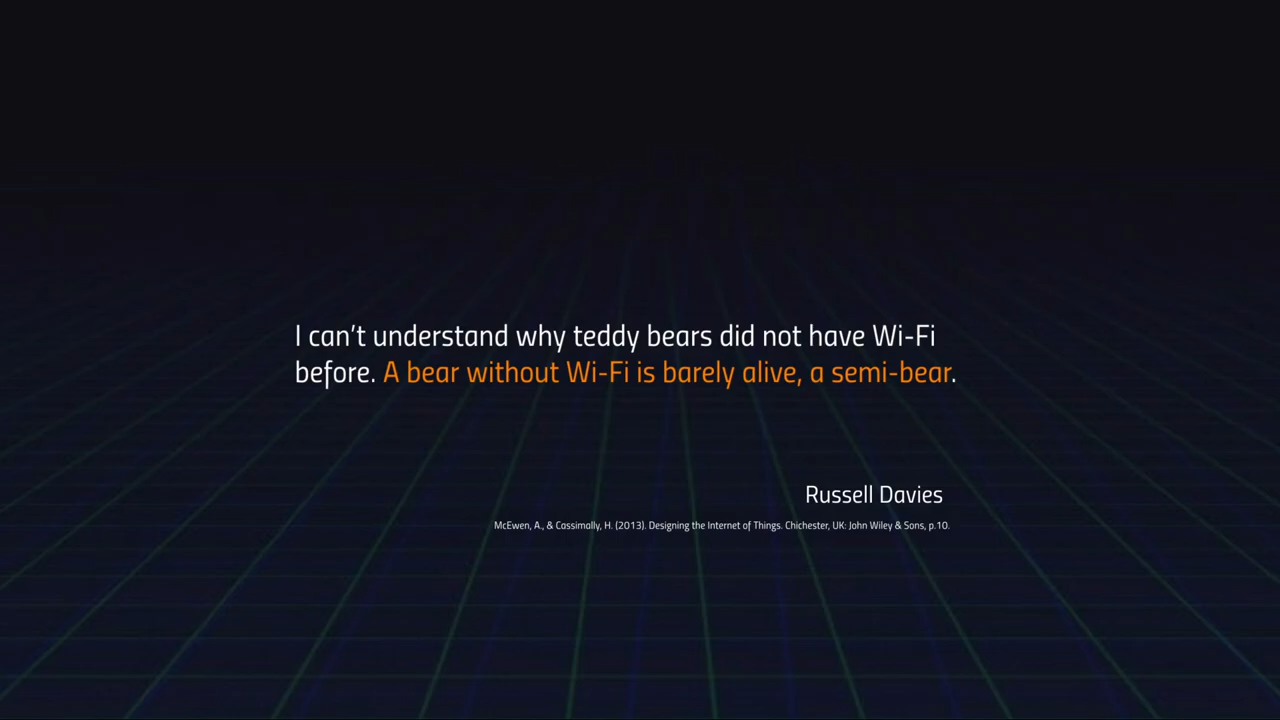 I can't understand why teddy bears did not have Wi-Fi
before. A bear without Wi-Fi is barely alive, a semi-bear.
Russell Davies
McEwen, A., & Cassimally, H. (2013). Designing the Internet of Things. Chichester, UK: John Wiley & Sons, p.10.